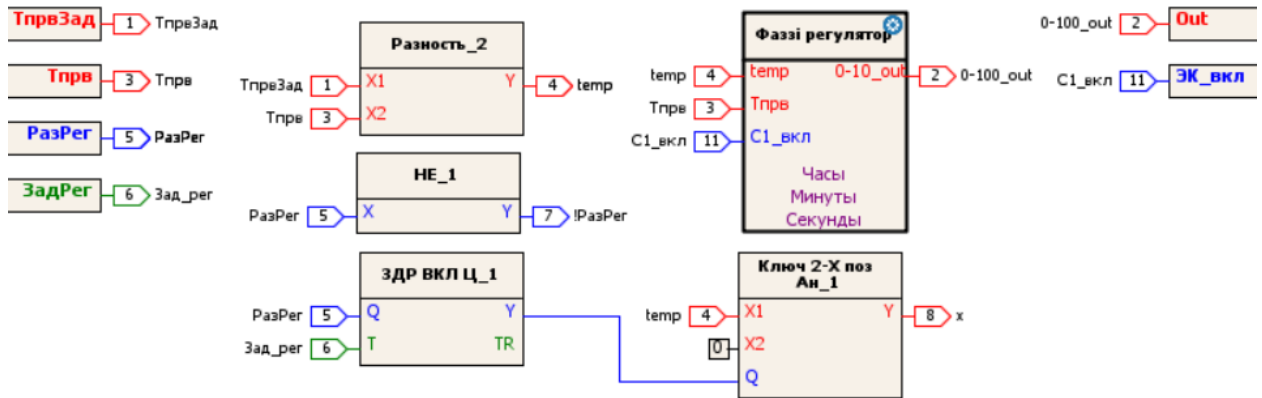 ТпрвЗад 1 ТпрвЗад
Тпрв 3 Тпрв
РазРег 5 РазРег
ЗадРег 6 Зад_рег
Разность_2
ТпрвЗад 1 X1 Y 4 temp
Тпрв 3 X2
НЕ_1
РазРег 5 X Y 7 !РазРег
ЗДР ВКЛ Ц_1
РазРег 5 Q Y
Зад_рег 6 T TR
Фаззі регулятор
temp 4 temp 0-10_out 2 0-100_out
Тпрв 3 Тпрв
С1_вкл 11 С1_вкл
Часы
Минуты
Секунды
Ключ 2-Х поз
Ан_1
temp 4 X1 Y 8 x
0 X2
Q
0-100_out 2 Out
С1_вкл 11 ЭК_вкл